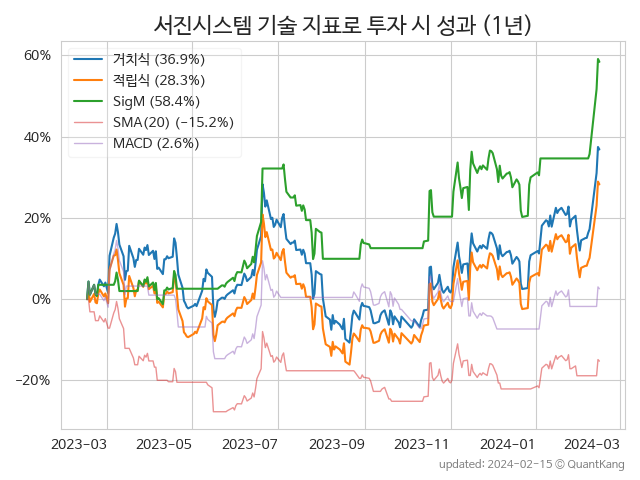 서진시스템 기술 지표로 투자 시 성과 (1년)
60%
40%
20%
0%
−20%
거치식 (36.9%)
적립식 (28.3%)
SigM (58.4%)
SMA(20) (−15.2%)
MACD (2.6%)
2023-03 2023-05 2023-07 2023-09 2023-11 2024-01 2024-03
updated: 2024-02-15 © QuantKang